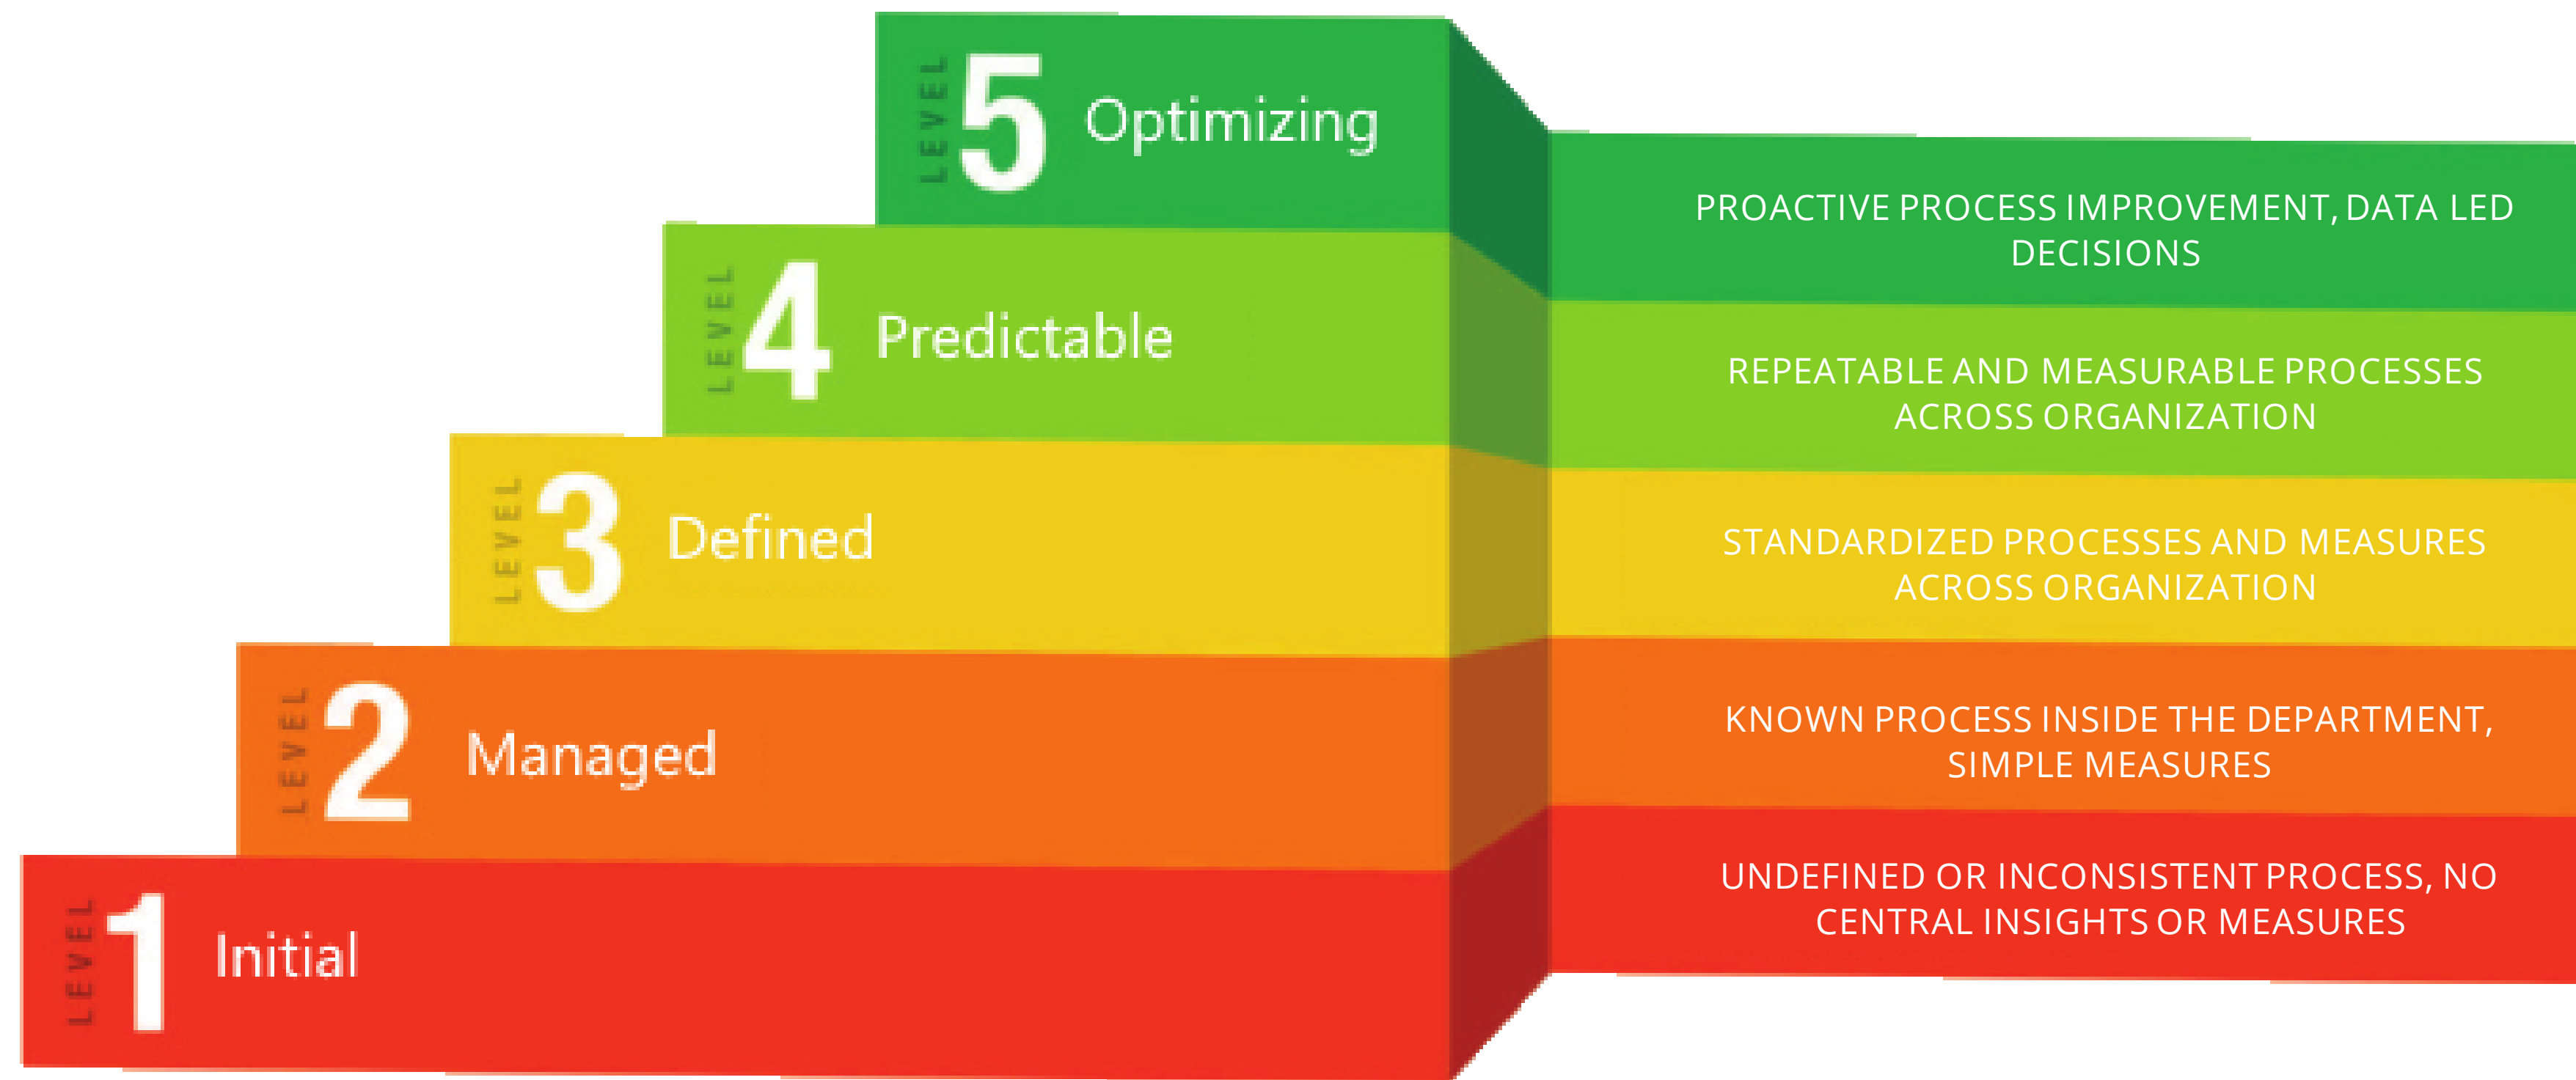 LEVEL 5 Optimizing
PROACTIVE PROCESS IMPROVEMENT, DATA LED
DECISIONS
LEVEL 4 Predictable
REPEATABLE AND MEASURABLE PROCESSES
ACROSS ORGANIZATION
LEVEL 3 Defined
STANDARDIZED PROCESSES AND MEASURES
ACROSS ORGANIZATION
LEVEL 2 Managed
KNOWN PROCESS INSIDE THE DEPARTMENT,
SIMPLE MEASURES
LEVEL 1 Initial
UNDEFINED OR INCONSISTENT PROCESS, NO
CENTRAL INSIGHTS OR MEASURES